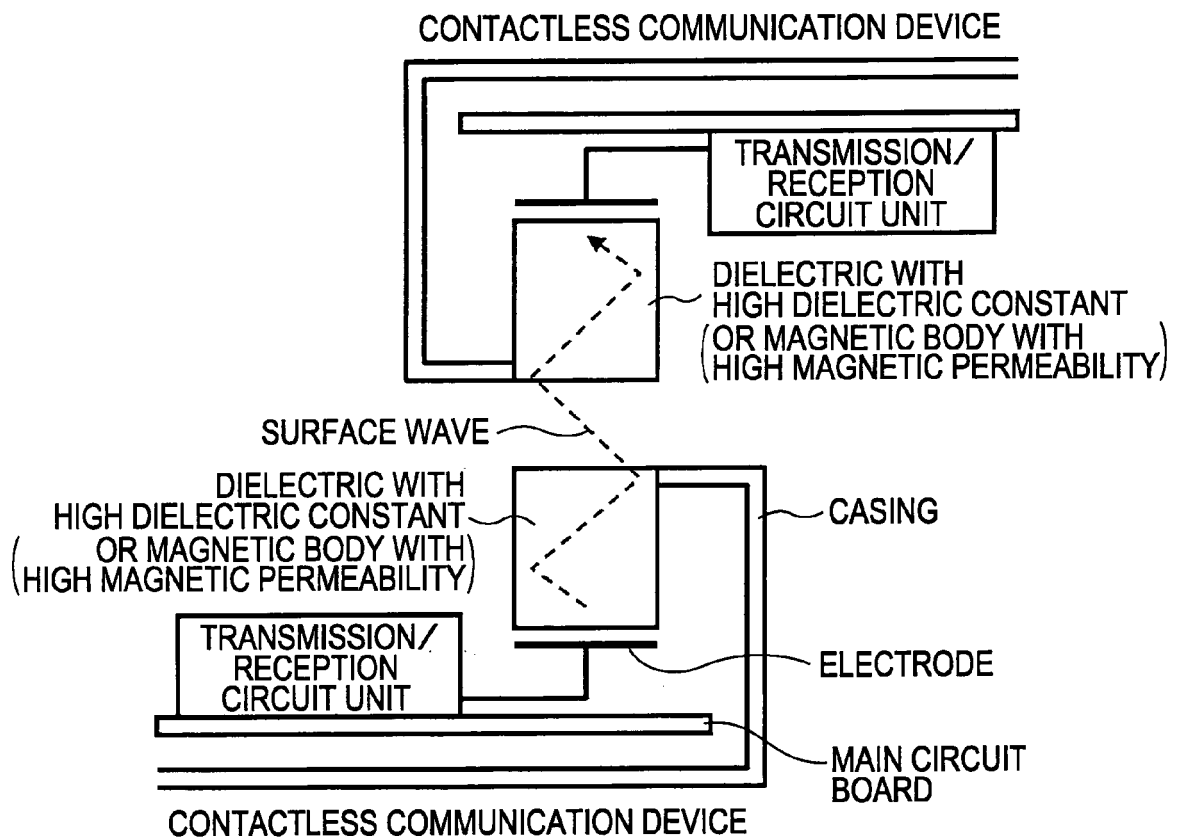 CONTACTLESS COMMUNICATION DEVICE
TRANSMISSION/
RECEPTION
CIRCUIT UNIT
DIELECTRIC WITH
HIGH DIELECTRIC CONSTANT
(OR MAGNETIC BODY WITH
HIGH MAGNETIC PERMEABILITY)
SURFACE WAVE
DIELECTRIC WITH
HIGH DIELECTRIC CONSTANT
(OR MAGNETIC BODY WITH
HIGH MAGNETIC PERMEABILITY)
CASING
TRANSMISSION/
RECEPTION
CIRCUIT UNIT
ELECTRODE
MAIN CIRCUIT
BOARD
CONTACTLESS COMMUNICATION DEVICE